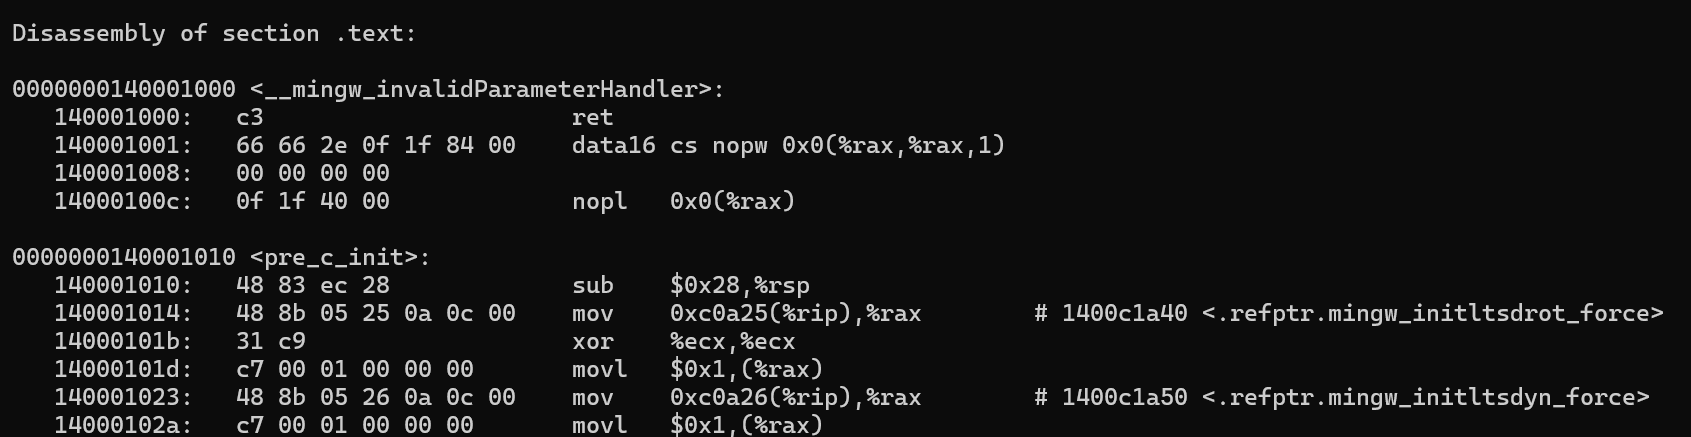 Disassembly of section .text:
0000000140001000 <__mingw_invalidParameterHandler>:
140001000: c3 ret
140001001: 66 66 2e 0f 1f 84 00 data16 cs nopw 0x0(%rax,%rax,1)
140001008: 00 00 00 00
14000100c: 0f 1f 40 00 nopl 0x0(%rax)
0000000140001010 <pre_c_init>:
140001010: 48 83 ec 28 sub $0x28,%rsp
140001014: 48 8b 05 25 0a 0c 00 mov 0xc0a25(%rip),%rax # 1400c1a40 <.refptr.mingw_initltsdrot_force>
14000101b: 31 c9 xor %ecx,%ecx
14000101d: c7 00 01 00 00 00 movl $0x1,(%rax)
140001023: 48 8b 05 26 0a 0c 00 mov 0xc0a26(%rip),%rax # 1400c1a50 <.refptr.mingw_initltsdyn_force>
14000102a: c7 00 01 00 00 00 movl $0x1,(%rax)